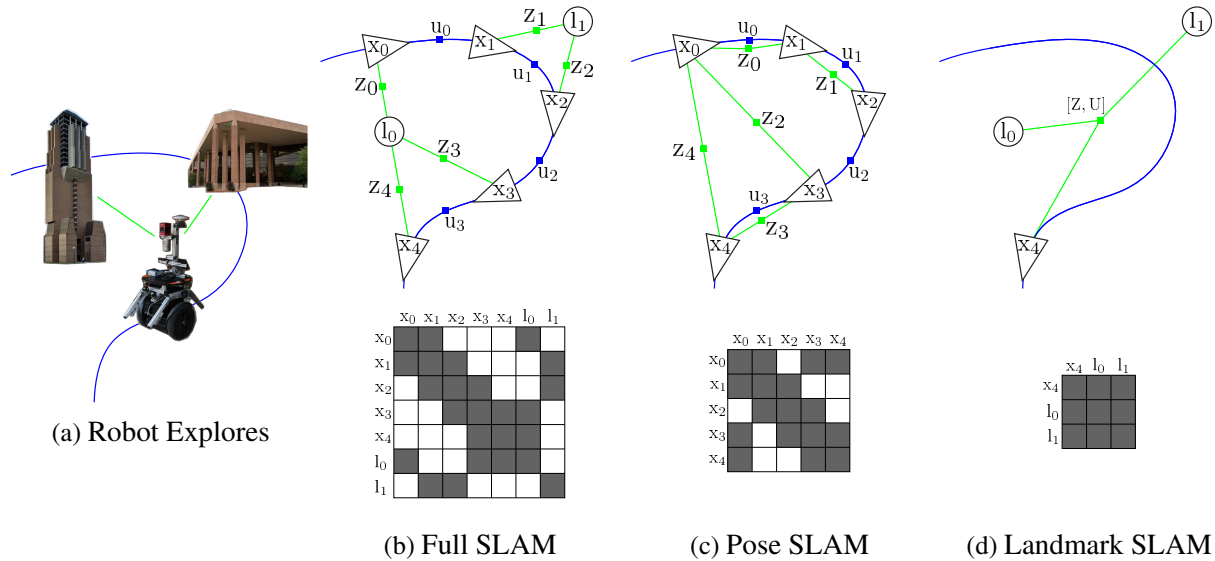 x₀ u₀ x₁ z₁ l₁
u₁ z₂
z₀ x₂
l₀ z₃
u₂
z₄ x₃
u₃
x₄
x₀ x₁ x₂ x₃ x₄ l₀ l₁
x₀
x₁
x₂
x₃
x₄
l₀
l₁
x₀ u₀ x₁
z₀ u₁
z₁
x₂
z₂
z₄
u₂
u₃ x₃
z₃
x₄
x₀ x₁ x₂ x₃ x₄
x₀
x₁
x₂
x₃
x₄
l₁
[Z, U]
l₀
x₄
x₄ l₀ l₁
x₄
l₀
l₁
(a) Robot Explores
(b) Full SLAM
(c) Pose SLAM
(d) Landmark SLAM